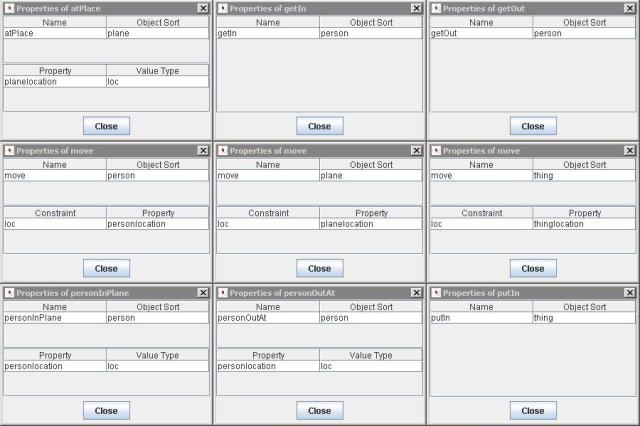 Properties of atPlace
Name Object Sort
atPlace plane
Property Value Type
planelocation loc
Close
Properties of getIn
Name Object Sort
getIn person
Close
Properties of getOut
Name Object Sort
getOut person
Close
Properties of move
Name Object Sort
move person
Constraint Property
loc personlocation
Close
Properties of move
Name Object Sort
move plane
Constraint Property
loc planelocation
Close
Properties of move
Name Object Sort
move thing
Constraint Property
loc thinglocation
Close
Properties of personInPlane
Name Object Sort
personInPlane person
Property Value Type
personlocation loc
Close
Properties of personOutAt
Name Object Sort
personOutAt person
Property Value Type
personlocation loc
Close
Properties of putIn
Name Object Sort
putIn thing
Close